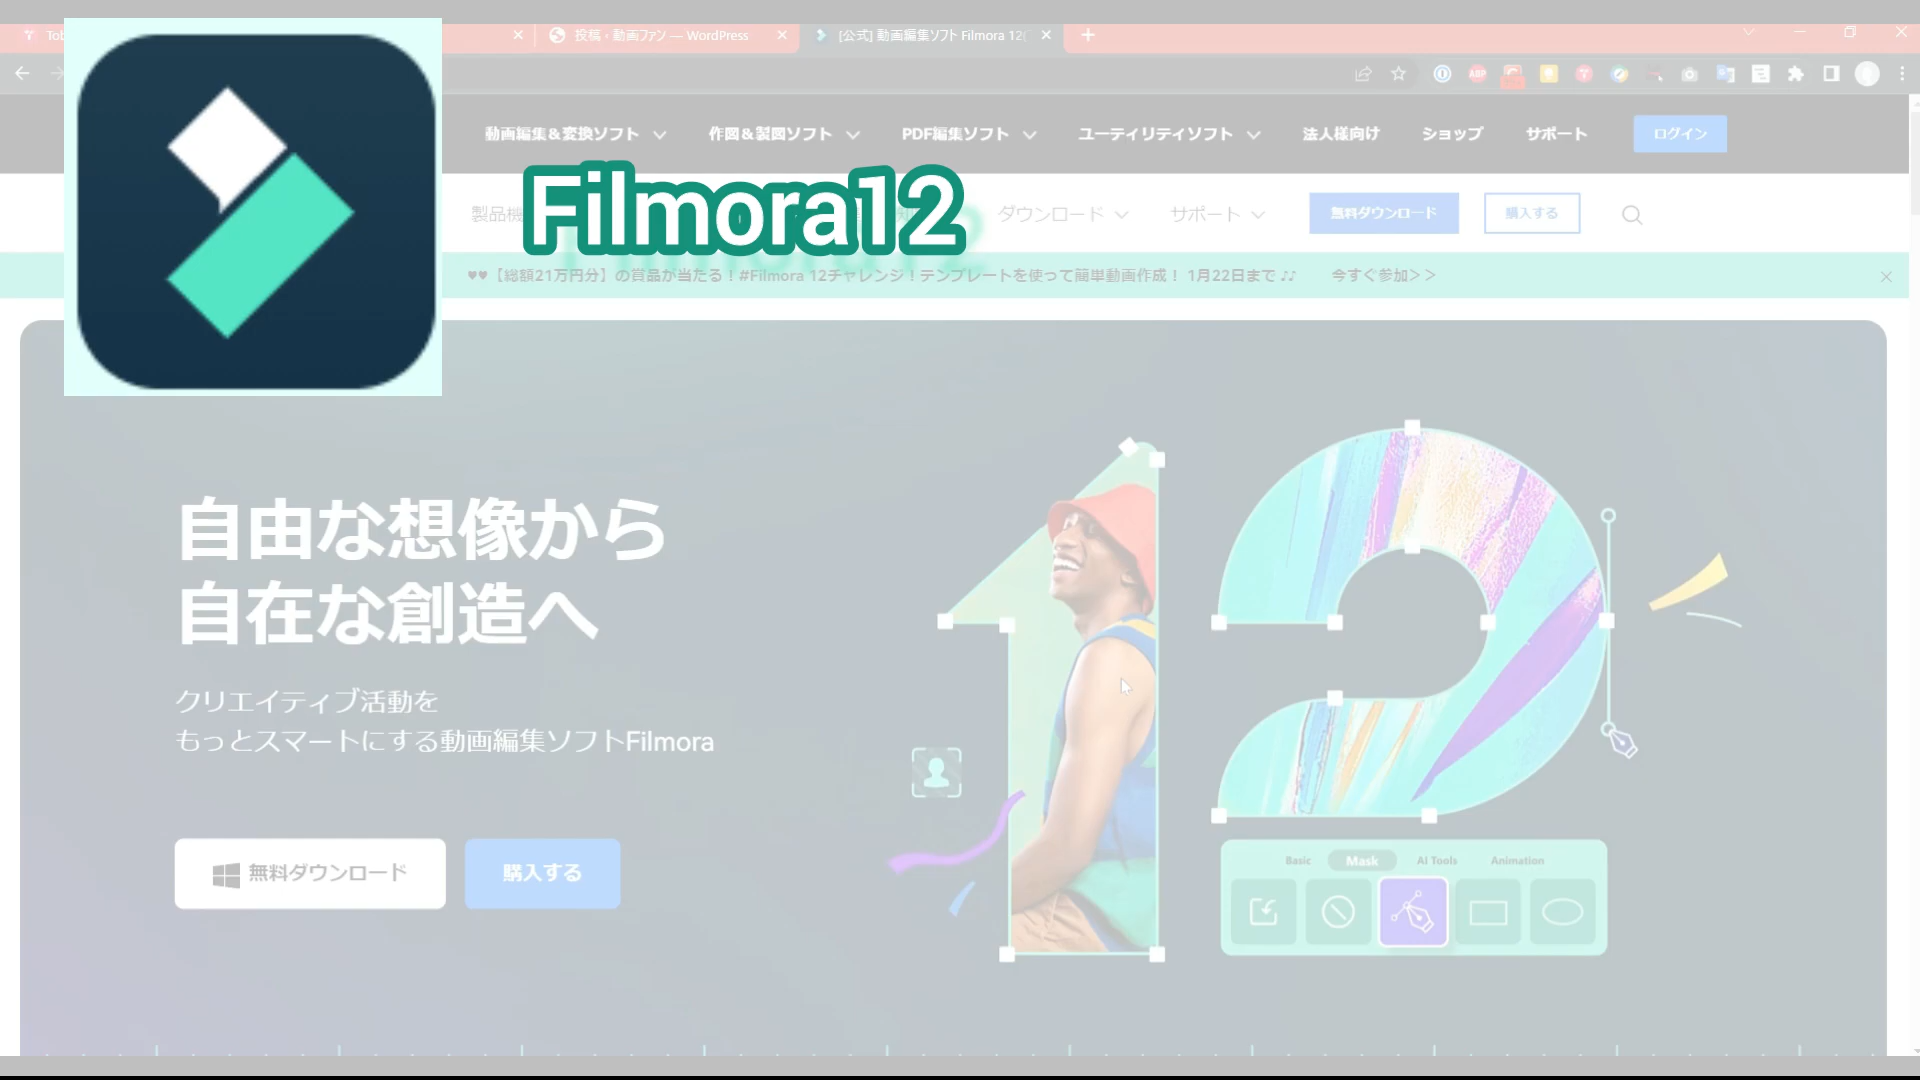 Tob
投稿 ‹ 動画ファン — WordPress
[公式] 動画編集ソフト Filmora 12(
動画編集&変換ソフト
作図&製図ソフト
PDF編集ソフト
ユーティリティソフト
法人様向け
ショップ
サポート
ログイン
Filmora12
製品機
ダウンロード
サポート
無料ダウンロード
購入する
♥♥【総額21万円分】の賞品が当たる!#Filmora 12チャレンジ!テンプレートを使って簡単動画作成! 1月22日まで♪♪ 今すぐ参加>>
自由な想像から
自在な創造へ
クリエイティブ活動を
もっとスマートにする動画編集ソフトFilmora
無料ダウンロード
購入する
12
Basic
Mask
AI Tools
Animation